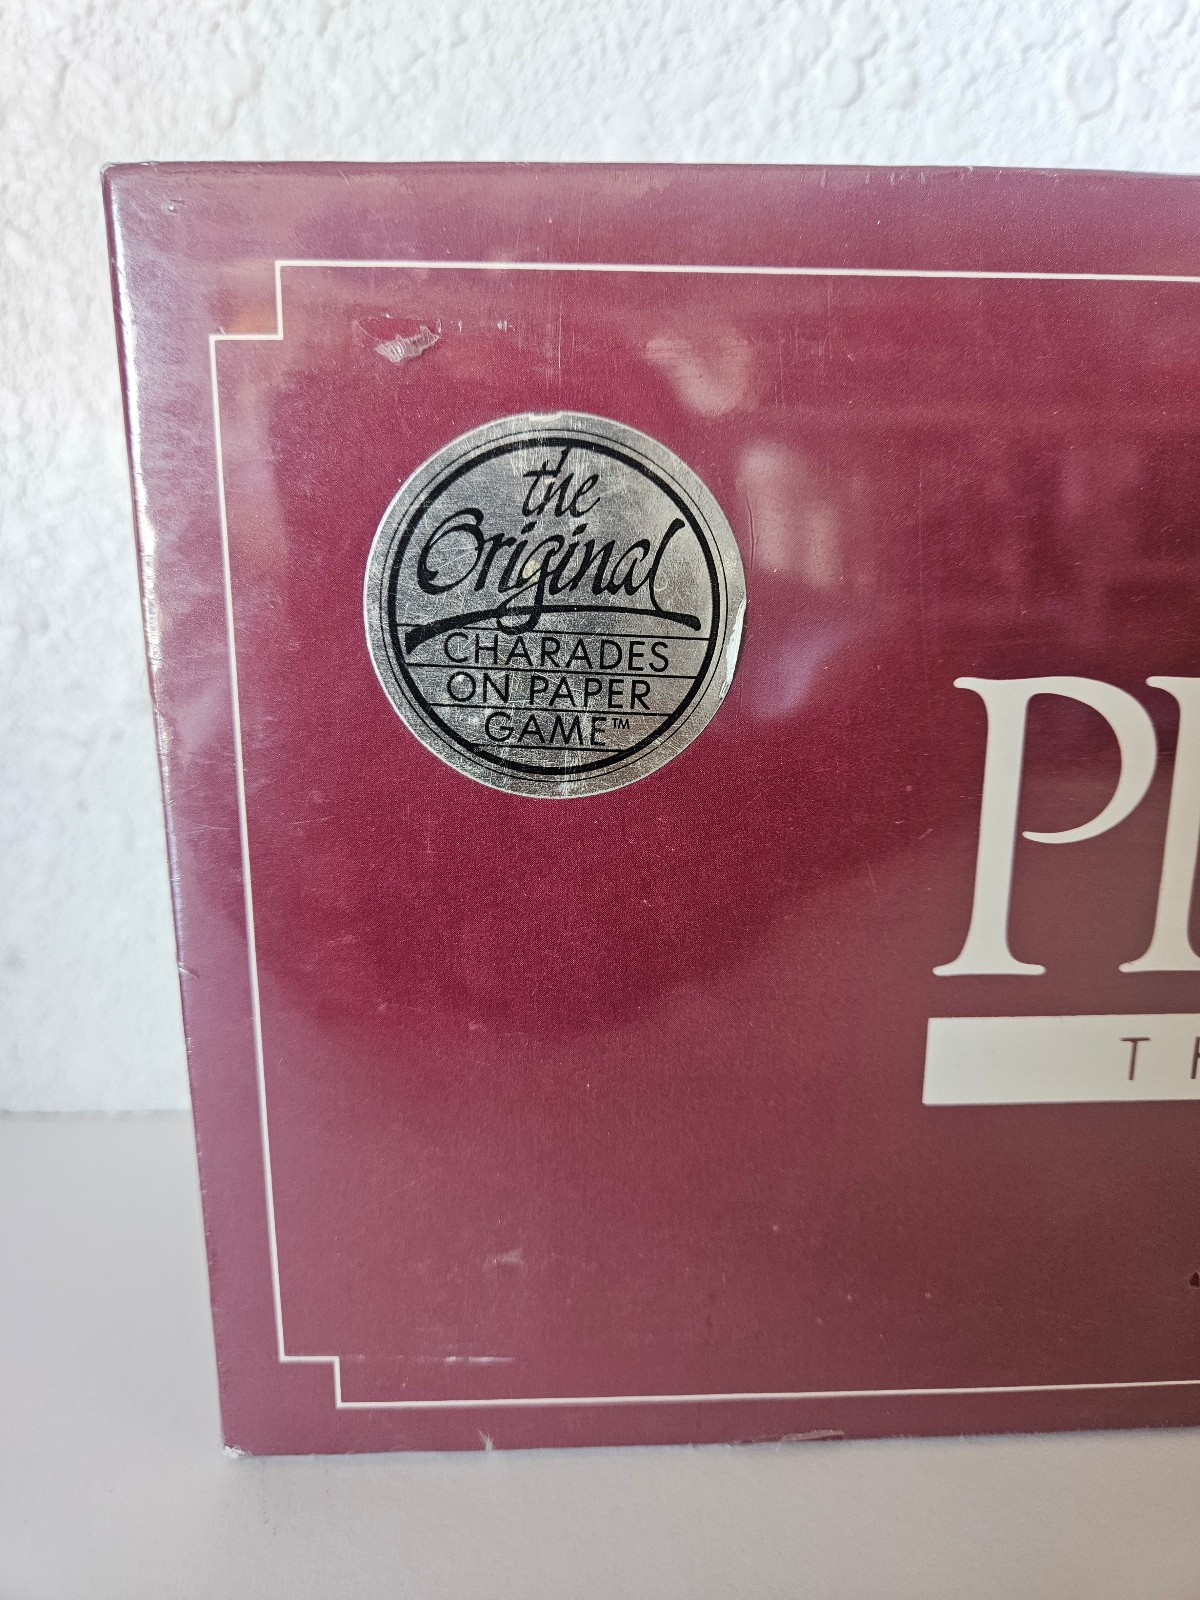 the
Original
CHARADES
ON PAPER
GAME™
P
T